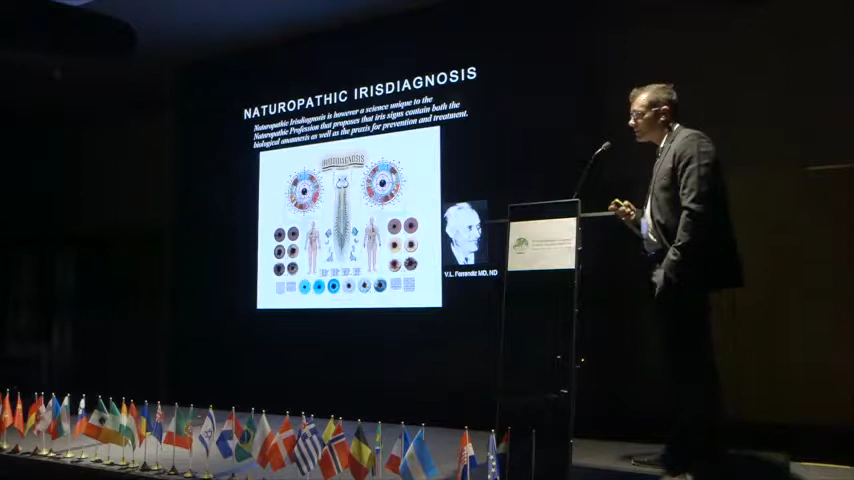 NATUROPATHIC IRISDIAGNOSIS
Naturopathic Irisdiagnosis is however a science unique to the
Naturopathic Profession that proposes that iris signs contain both the
biological anamnesis as well as the praxis for prevention and treatment.
IRISDIAGNOSIS
MD, ND